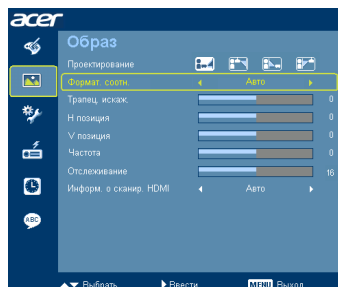 acer
Образ
Проектирование
Формат. соотн. Авто
Трапец. искаж. 0
H позиция 0
V позиция 0
Частота 0
Отслеживание 16
Информ. о сканир. HDMI Авто
ABC
Выбрать Ввести MENU Выход